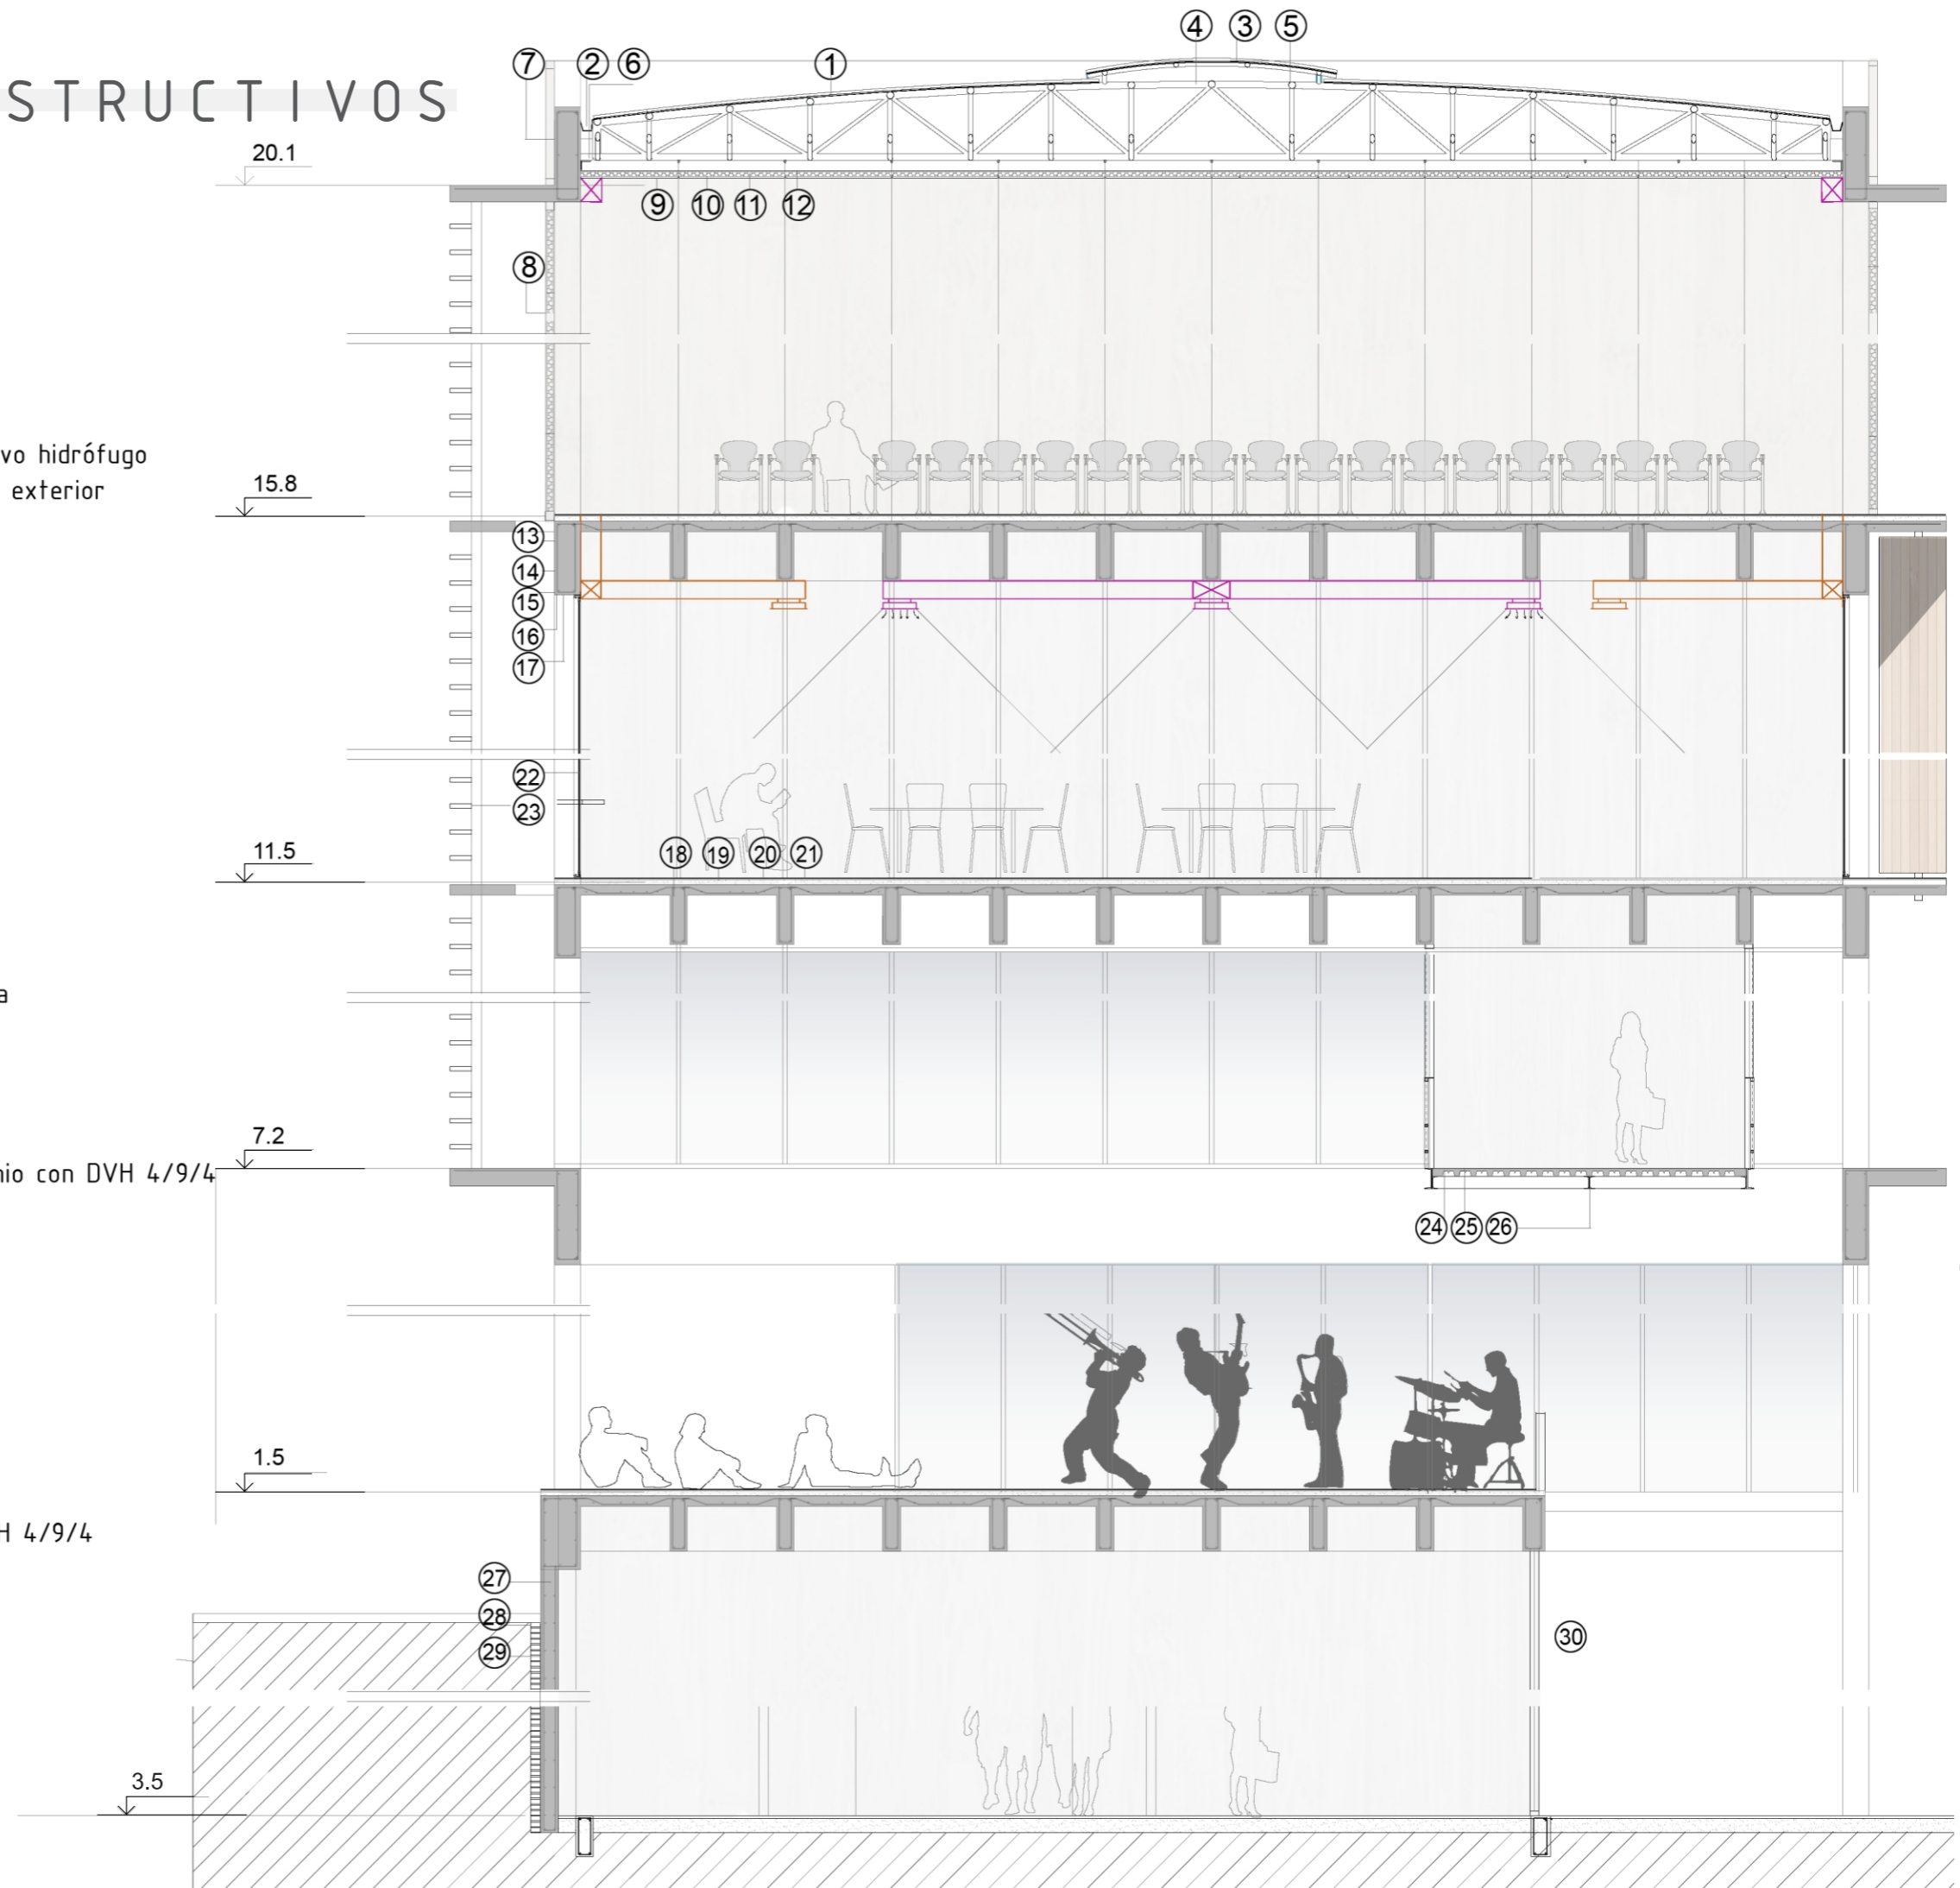 ④ ③ ⑤
⑦ ② ⑥ ①
STRUCTIVOS
20.1
⑨ ⑩ ⑪ ⑫
⑧
vo hidrófugo
exterior
15.8
⑬
⑭
⑮
⑯
⑰
㉒
㉓
11.5
⑱ ⑲ ⑳ ㉑
a
7.2
io con DVH 4/9/4
㉔ ㉕ ㉖
1.5
H 4/9/4
㉗
㉘
㉙
㉚
3.5